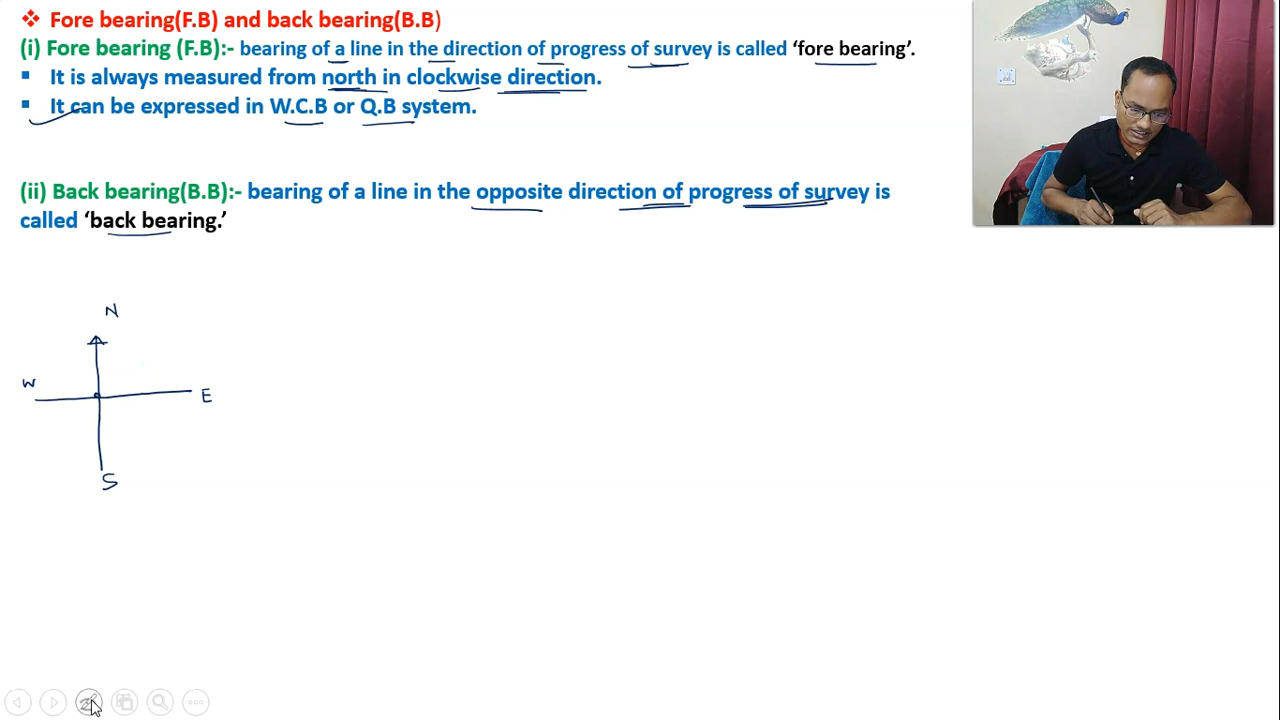 ❖ Fore bearing(F.B) and back bearing(B.B)
(i) Fore bearing (F.B):- bearing of a line in the direction of progress of survey is called ‘fore bearing’.
▪ It is always measured from north in clockwise direction.
▪ It can be expressed in W.C.B or Q.B system.
(ii) Back bearing(B.B):- bearing of a line in the opposite direction of progress of survey is
called ‘back bearing.’
N
W
E
S